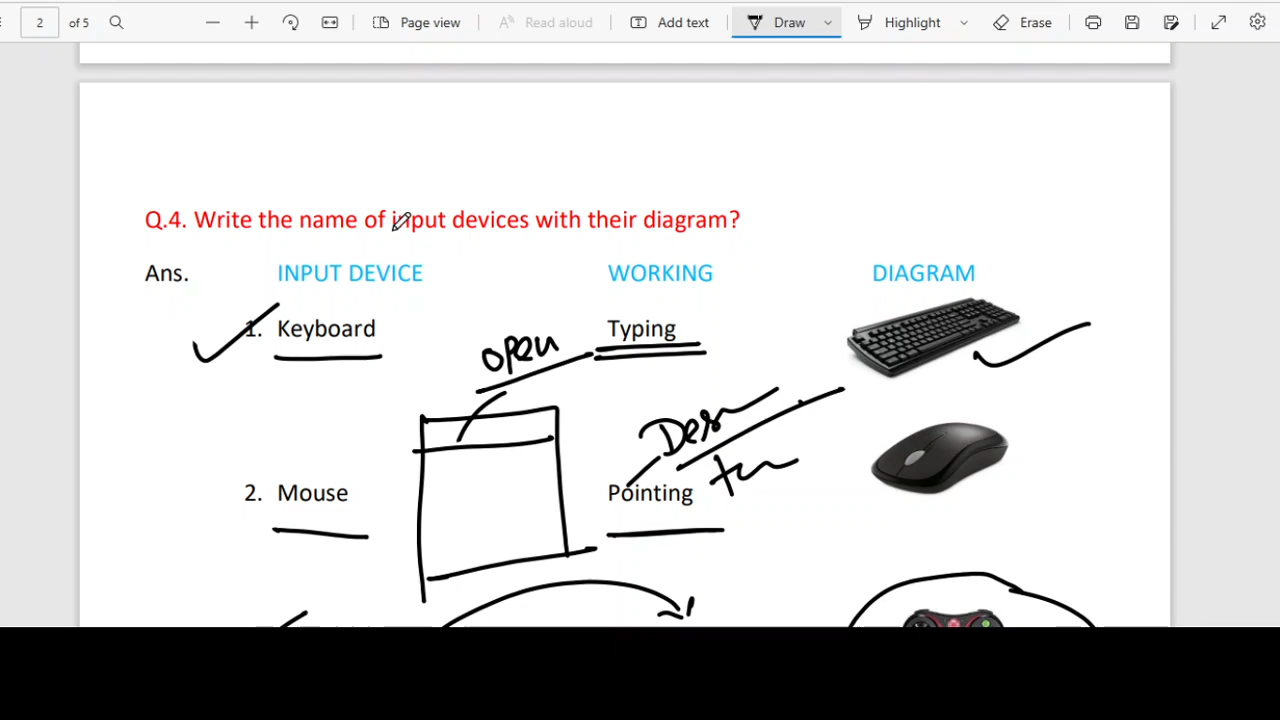 2 of 5 Page view Read aloud Add text Draw Highlight Erase
Q.4. Write the name of input devices with their diagram?
Ans. INPUT DEVICE WORKING DIAGRAM
1. Keyboard Typing
open
2. Mouse Pointing